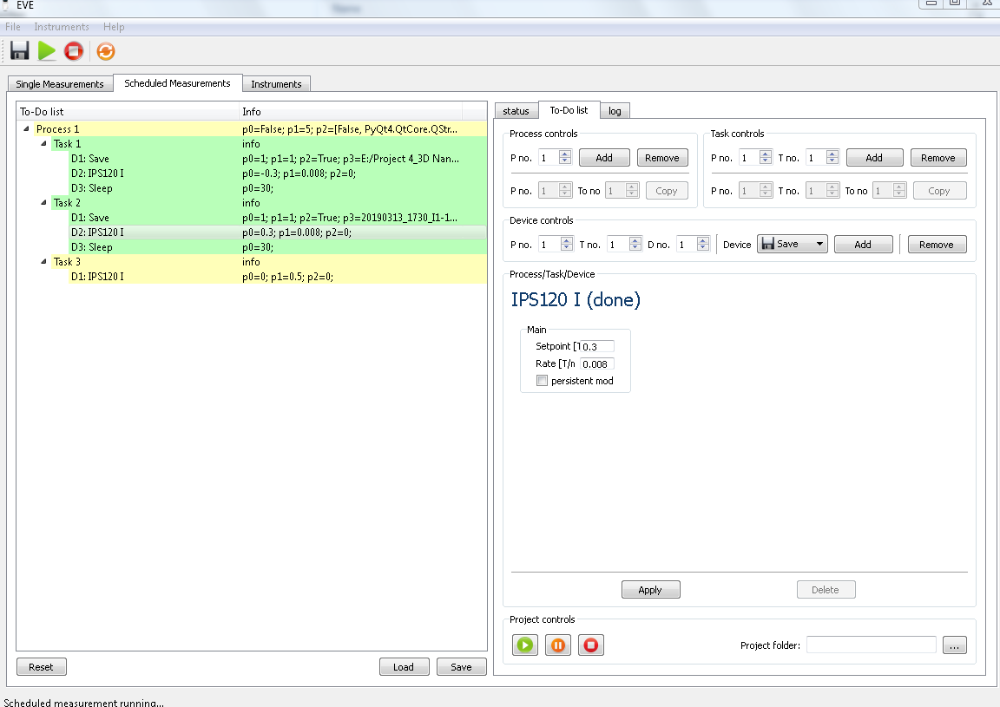 EVE
File Instruments Help
Single Measurements Scheduled Measurements Instruments
To-Do list Info
Process 1 p0=False; p1=5; p2=[False, PyQt4.QtCore.QStr...
Task 1 info
D1: Save p0=1; p1=1; p2=True; p3=E:/Project 4_3D Nan...
D2: IPS120 I p0=-0.3; p1=0.008; p2=0;
D3: Sleep p0=30;
Task 2 info
D1: Save p0=1; p1=1; p2=True; p3=20190313_1730_I1-1...
D2: IPS120 I p0=0.3; p1=0.008; p2=0;
D3: Sleep p0=30;
Task 3 info
D1: IPS120 I p0=0; p1=0.5; p2=0;
Reset Load Save
status To-Do list log
Process controls Task controls
P no. 1 Add Remove P no. 1 T no. 1 Add Remove
P no. 1 To no 1 Copy P no. 1 T no. 1 To no 1 Copy
Device controls
P no. 1 T no. 1 D no. 1 Device Save Add Remove
Process/Task/Device
IPS120 I (done)
Main
Setpoint [T 0.3
Rate [T/n 0.008
persistent mod
Apply Delete
Project controls
Project folder: ...
Scheduled measurement running...